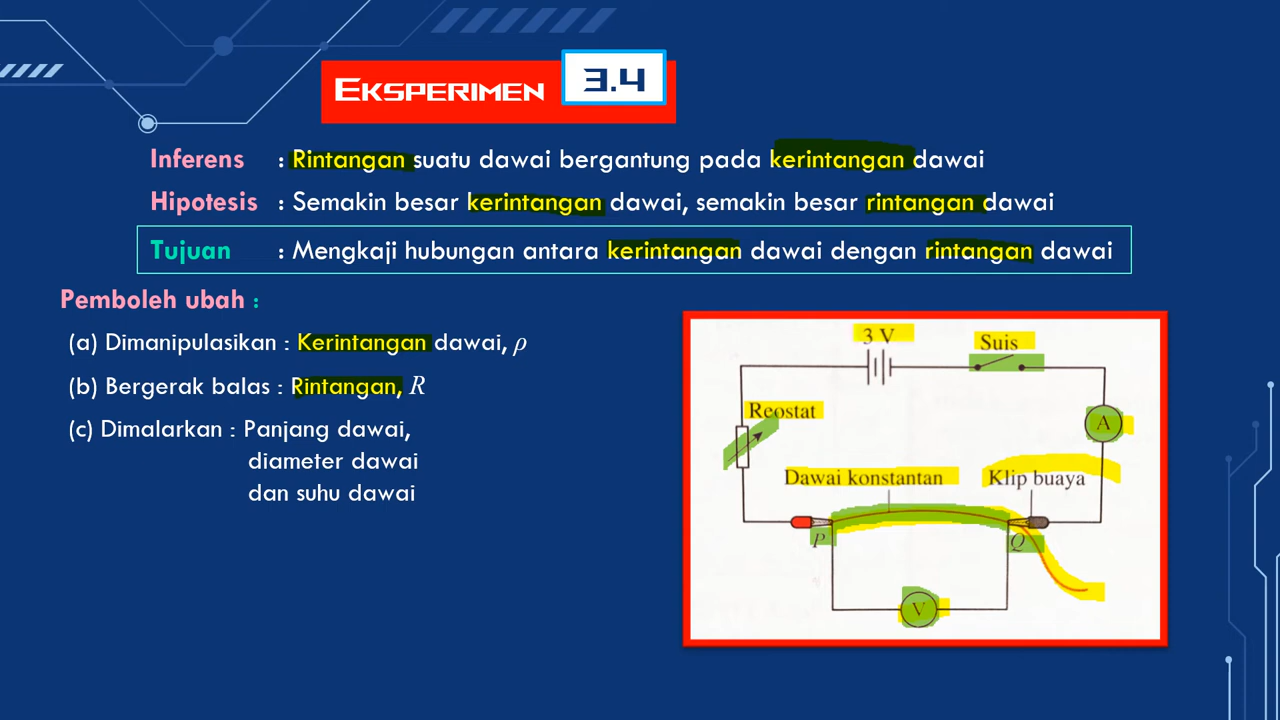 EKSPERIMEN 3.4
Inferens : Rintangan suatu dawai bergantung pada kerintangan dawai
Hipotesis : Semakin besar kerintangan dawai, semakin besar rintangan dawai
Tujuan : Mengkaji hubungan antara kerintangan dawai dengan rintangan dawai
Pemboleh ubah :
(a) Dimanipulasikan : Kerintangan dawai, ρ
(b) Bergerak balas : Rintangan, R
(c) Dimalarkan : Panjang dawai,
diameter dawai
dan suhu dawai
3 V
Suis
Reostat
A
Dawai konstantan
Klip buaya
P
Q
V